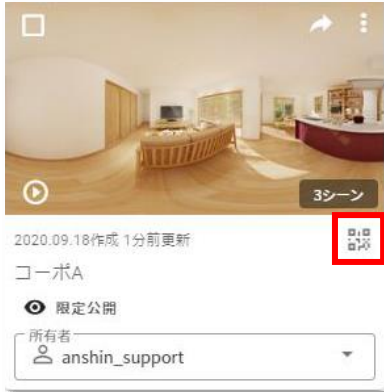 3シーン
2020.09.18作成 1分前更新
コーポA
限定公開
所有者
anshin_support